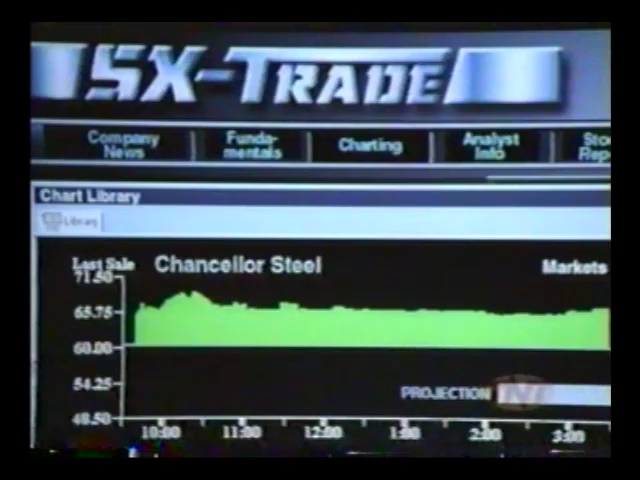 SX-TRADE
Company News
Funda-mentals
Charting
Analyst Info
Chart Library
Library
Last Sale
Chancellor Steel
Markets
71.50
65.75
60.00
54.25
PROJECTION
48.50
10:00 11:00 12:00 1:00 2:00 3:00